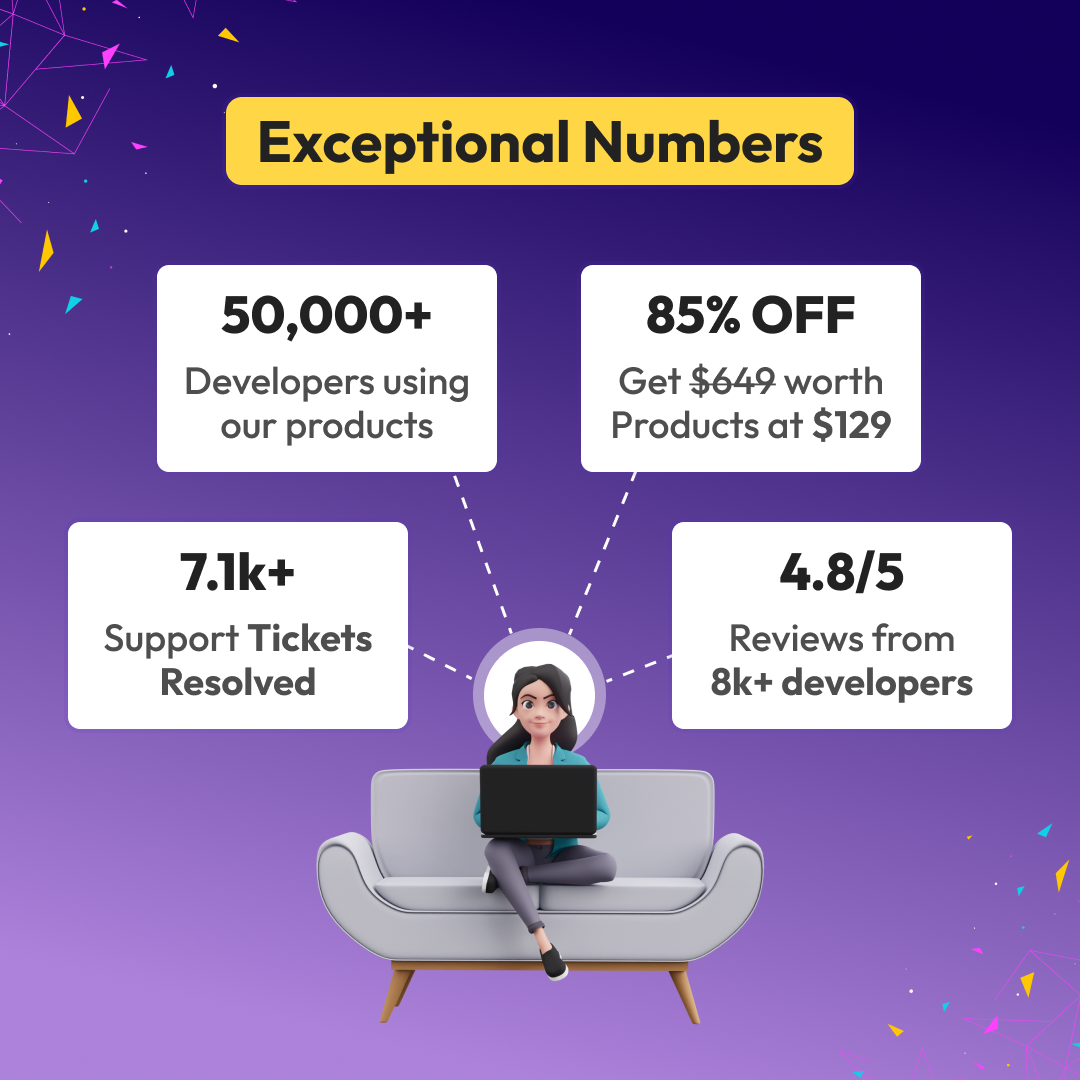 Exceptional Numbers
50,000+
Developers using
our products
85% OFF
Get $649 worth
Products at $129
7.1k+
Support Tickets
Resolved
4.8/5
Reviews from
8k+ developers